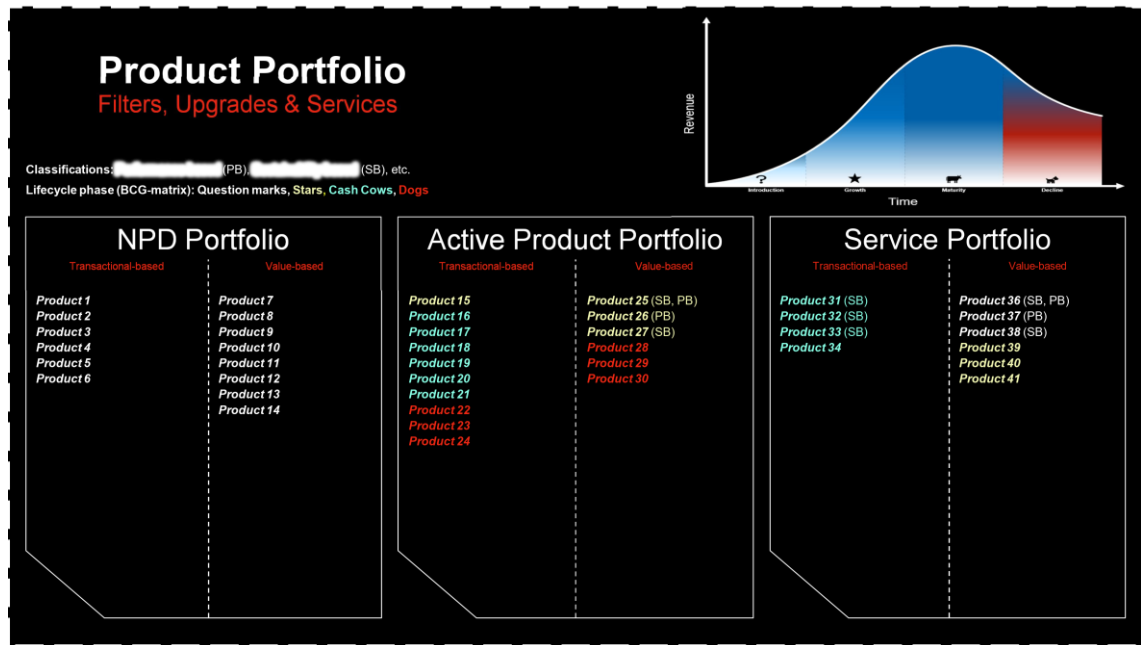 Product Portfolio
Filters, Upgrades & Services
Classifications: (PB), (SB), etc.
Lifecycle phase (BCG-matrix): Question marks, Stars, Cash Cows, Dogs
Revenue
?
Introduction
Growth
Maturity
Decline
Time
NPD Portfolio
Transactional-based
Value-based
Product 1
Product 2
Product 3
Product 4
Product 5
Product 6
Product 7
Product 8
Product 9
Product 10
Product 11
Product 12
Product 13
Product 14
Active Product Portfolio
Transactional-based
Value-based
Product 15
Product 16
Product 17
Product 18
Product 19
Product 20
Product 21
Product 22
Product 23
Product 24
Product 25 (SB, PB)
Product 26 (PB)
Product 27 (SB)
Product 28
Product 29
Product 30
Service Portfolio
Transactional-based
Value-based
Product 31 (SB)
Product 32 (SB)
Product 33 (SB)
Product 34
Product 36 (SB, PB)
Product 37 (PB)
Product 38 (SB)
Product 39
Product 40
Product 41